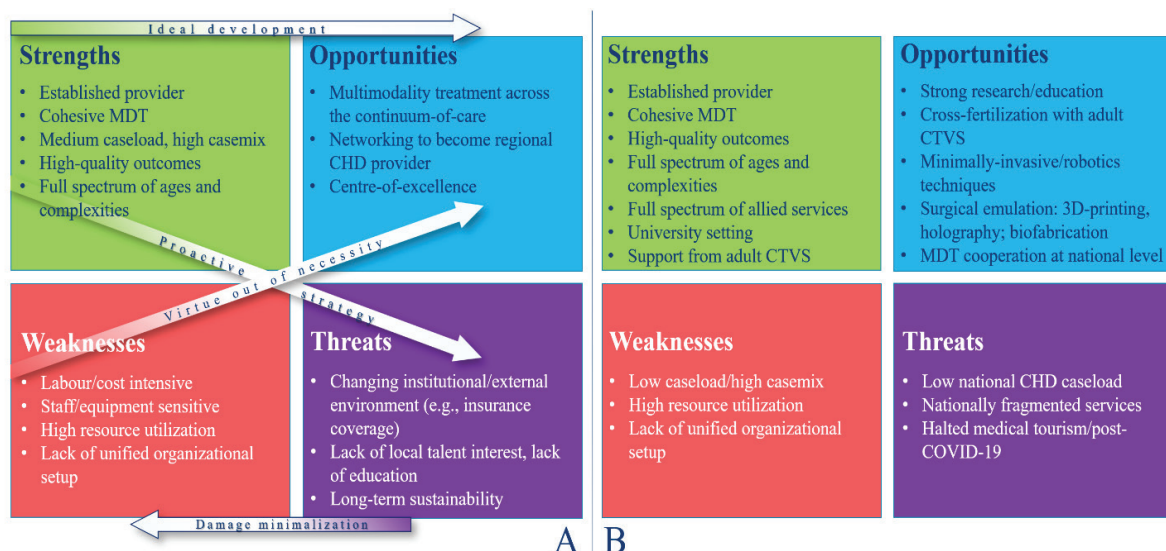 Ideal development
Strengths
• Established provider
• Cohesive MDT
• Medium caseload, high casemix
• High-quality outcomes
• Full spectrum of ages and
complexities
Opportunities
• Multimodality treatment across
the continuum-of-care
• Networking to become regional
CHD provider
• Centre-of-excellence
Proactive
strategy
Virtue out of necessity
Weaknesses
• Labour/cost intensive
• Staff/equipment sensitive
• High resource utilization
• Lack of unified organizational
setup
Threats
• Changing institutional/external
environment (e.g., insurance
coverage)
• Lack of local talent interest, lack
of education
• Long-term sustainability
Damage minimalization
A
Strengths
• Established provider
• Cohesive MDT
• High-quality outcomes
• Full spectrum of ages and
complexities
• Full spectrum of allied services
• University setting
• Support from adult CTVS
Opportunities
• Strong research/education
• Cross-fertilization with adult
CTVS
• Minimally-invasive/robotics
techniques
• Surgical emulation: 3D-printing,
holography; biofabrication
• MDT cooperation at national level
Weaknesses
• Low caseload/high casemix
• High resource utilization
• Lack of unified organizational
setup
Threats
• Low national CHD caseload
• Nationally fragmented services
• Halted medical tourism/post-
COVID-19
B